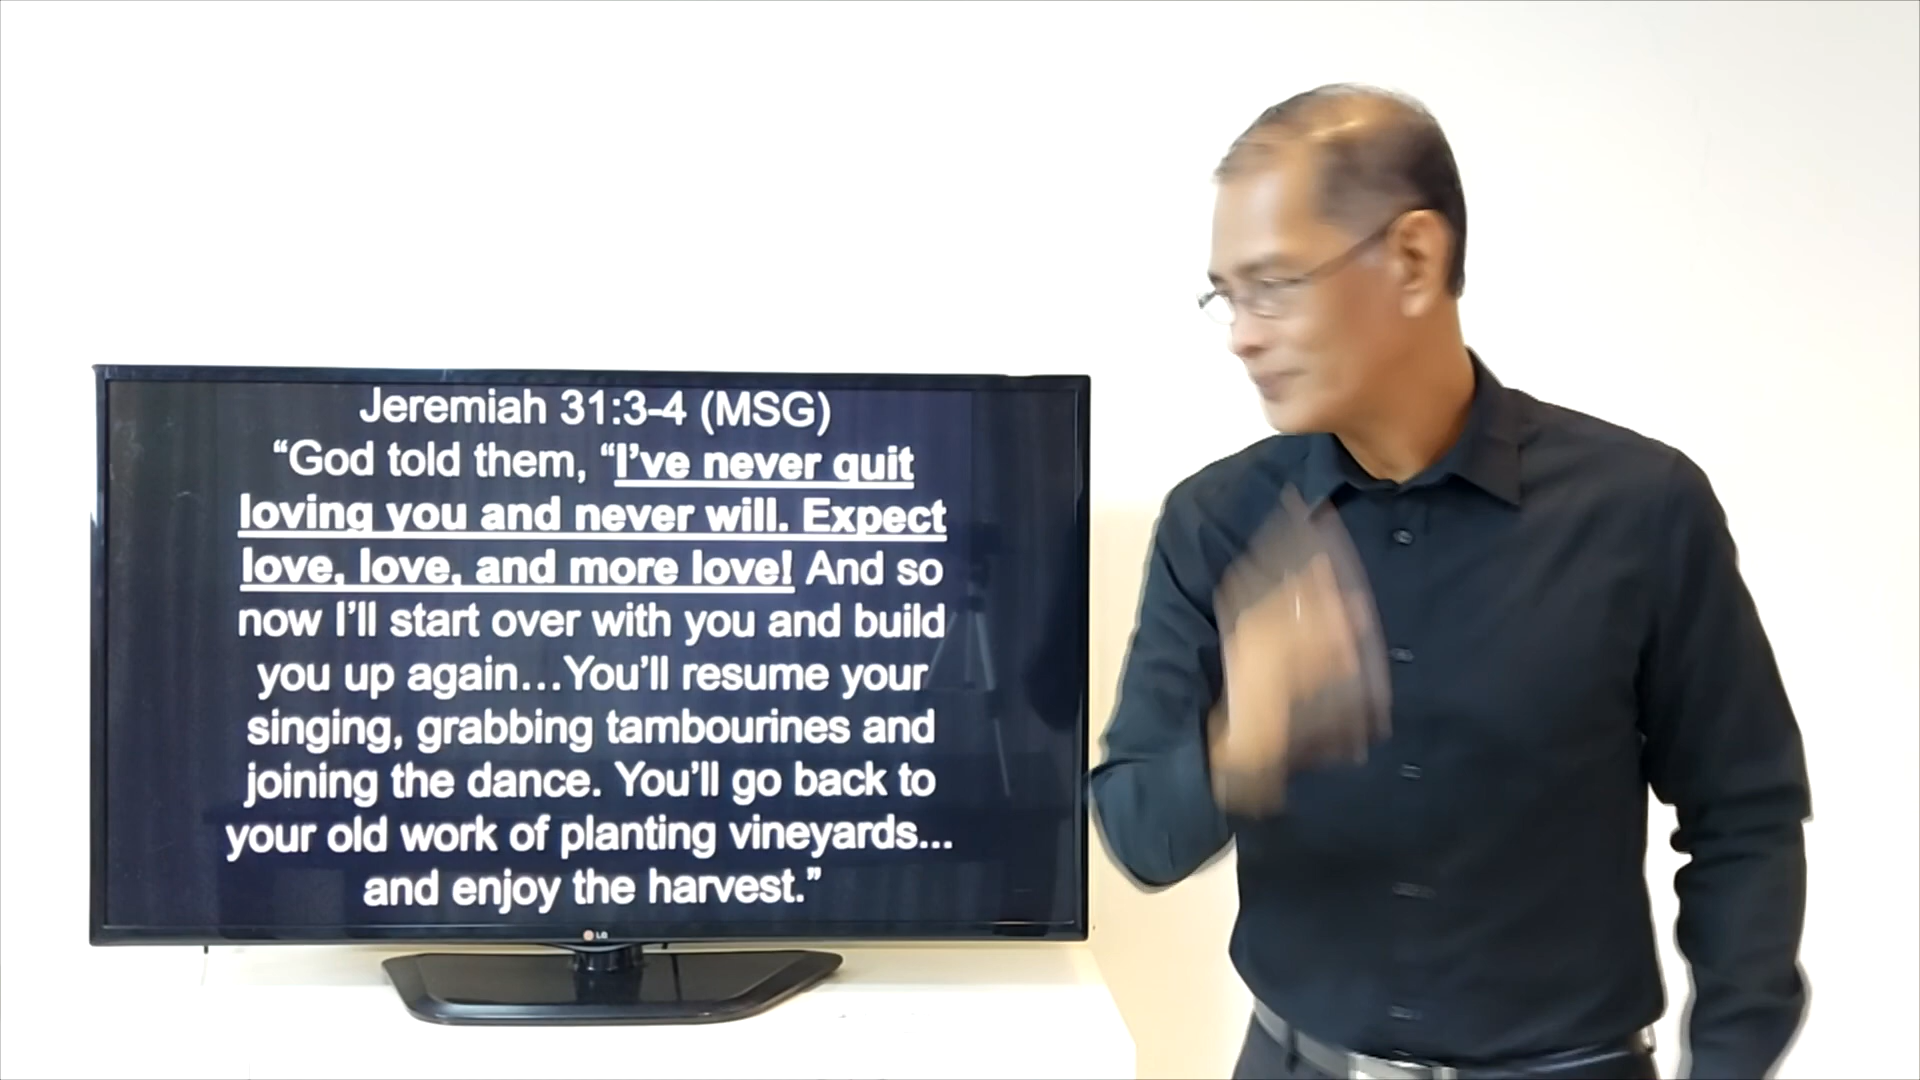 Jeremiah 31:3-4 (MSG)
“God told them, “I’ve never quit
loving you and never will. Expect
love, love, and more love! And so
now I’ll start over with you and build
you up again…You’ll resume your
singing, grabbing tambourines and
joining the dance. You’ll go back to
your old work of planting vineyards...
and enjoy the harvest.”
LG